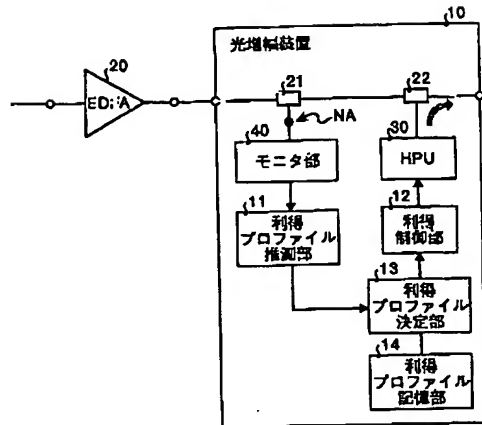 10
光増幅装置
20
EDFA
21
22
NA
40
モニタ部
30
HPU
11
利得
プロファイル
推測部
12
利得
制御部
13
利得
プロファイル
決定部
14
利得
プロファイル
記憶部